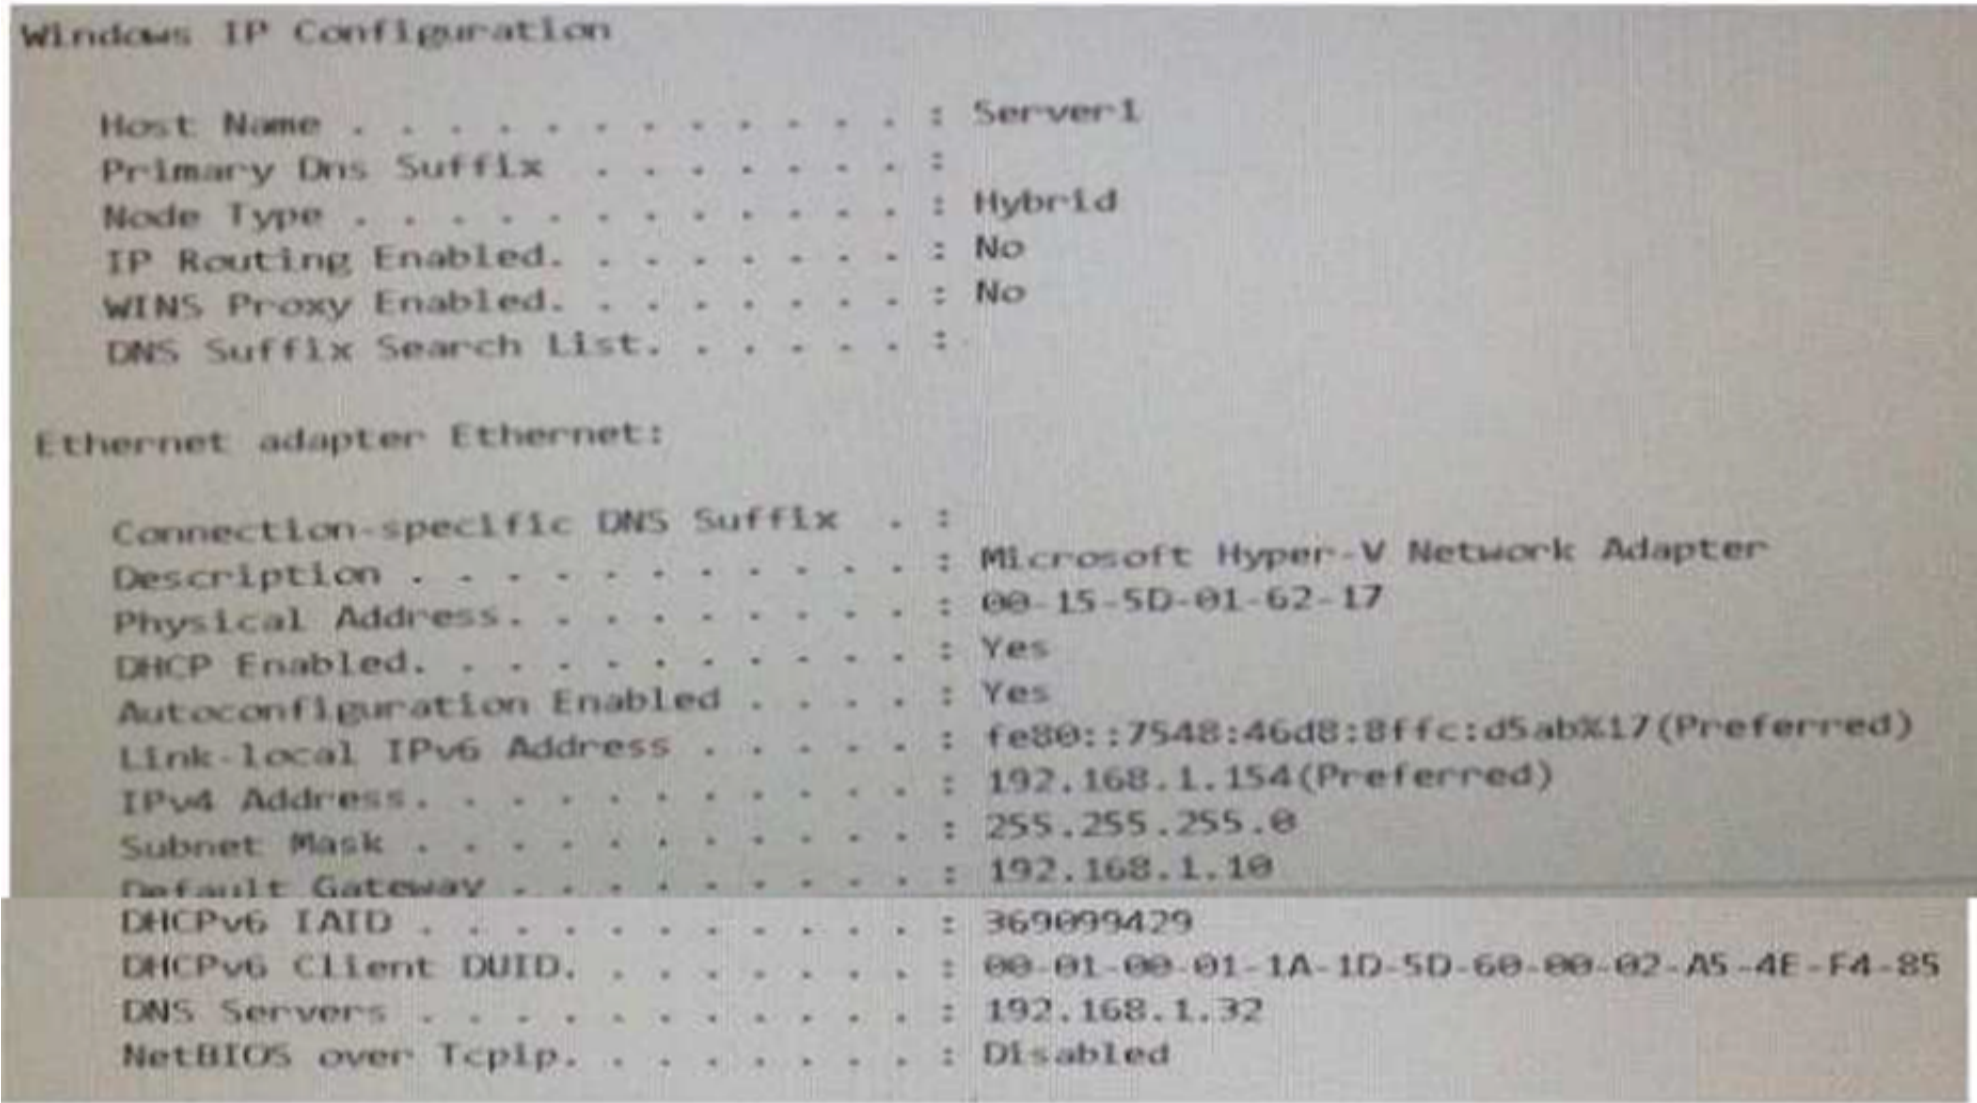 Windows IP Configuration
Host Name . . . . . . . . . . . . : Server1
Primary Dns Suffix . . . . . . . :
Node Type . . . . . . . . . . . . : Hybrid
IP Routing Enabled. . . . . . . . : No
WINS Proxy Enabled. . . . . . . . : No
DNS Suffix Search List. . . . . . :
Ethernet adapter Ethernet:
Connection-specific DNS Suffix . :
Description . . . . . . . . . . . : Microsoft Hyper-V Network Adapter
Physical Address. . . . . . . . . : 00-15-5D-01-62-17
DHCP Enabled. . . . . . . . . . . : Yes
Autoconfiguration Enabled . . . . : Yes
Link-local IPv6 Address . . . . . : fe80::7548:46d8:8ffc:d5ab%17(Preferred)
IPv4 Address. . . . . . . . . . . : 192.168.1.154(Preferred)
Subnet Mask . . . . . . . . . . . : 255.255.255.0
Default Gateway . . . . . . . . . : 192.168.1.10
DHCPv6 IAID . . . . . . . . . . . : 369099429
DHCPv6 Client DUID. . . . . . . . : 00-01-00-01-1A-1D-5D-60-00-02-A5-4E-F4-85
DNS Servers . . . . . . . . . . . : 192.168.1.32
NetBIOS over Tcpip. . . . . . . . : Disabled